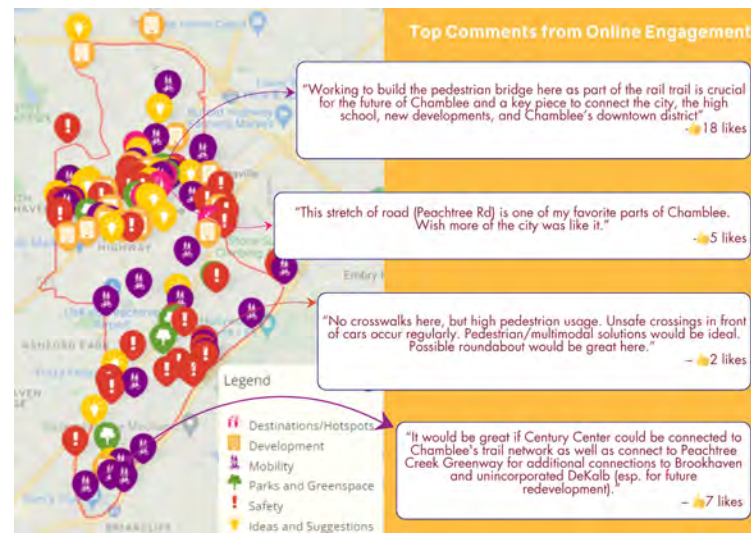 Top Comments from Online Engagement
"Working to build the pedestrian bridge here as part of the rail trail is crucial
for the future of Chamblee and a key piece to connect the city, the high
school, new developments, and Chamblee's downtown district"
-👍18 likes
"This stretch of road (Peachtree Rd) is one of my favorite parts of Chamblee.
Wish more of the city was like it."
-👍5 likes
"No crosswalks here, but high pedestrian usage. Unsafe crossings in front
of cars occur regularly. Pedestrian/multimodal solutions would be ideal.
Possible roundabout would be great here."
– 👍2 likes
"It would be great if Century Center could be connected to
Chamblee's trail network as well as connect to Peachtree
Creek Greenway for additional connections to Brookhaven
and unincorporated DeKalb (esp. for future
redevelopment)."
– 👍7 likes
HIGHWAY
Embry
ASHFORD PARK
BRIARCLIFF
Legend
Destinations/Hotspots
Development
Mobility
Parks and Greenspace
Safety
Ideas and Suggestions